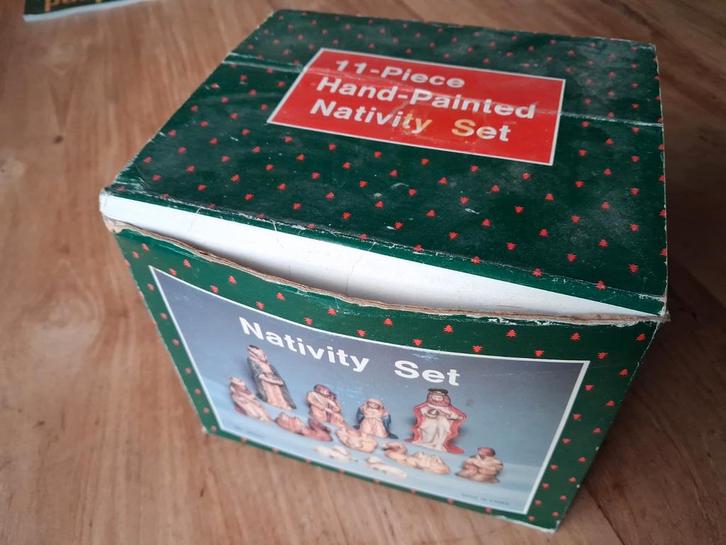 11-Piece
Hand-Painted
Nativity Set
Nativity Set